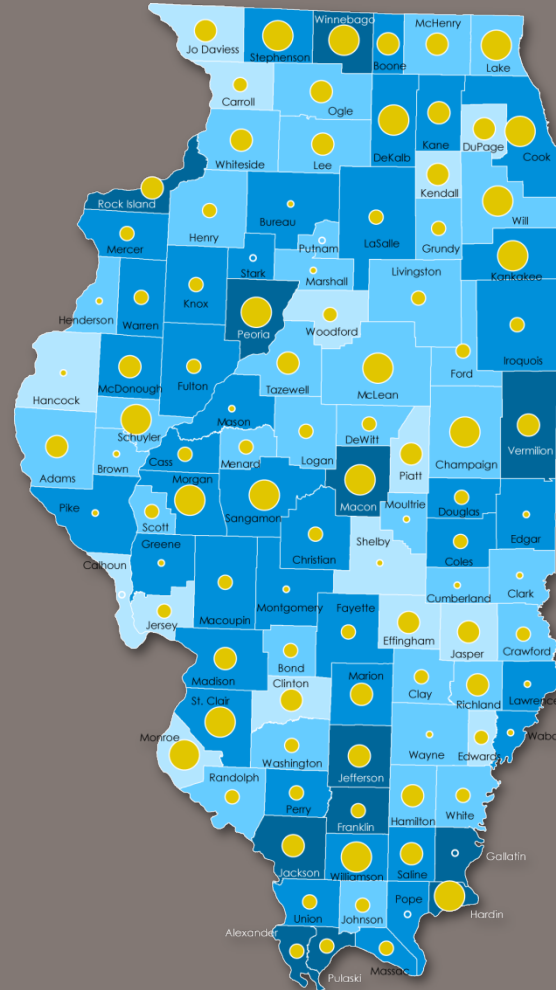 Winnebago
McHenry
Jo Daviess
Stephenson
Boone
Lake
Carroll
Ogle
Whiteside
Lee
DeKalb
Kane
DuPage
Cook
Kendall
Rock Island
Henry
Bureau
LaSalle
Grundy
Will
Mercer
Putnam
Stark
Marshall
Livingston
Kankakee
Henderson
Warren
Knox
Peoria
Woodford
Iroquois
Hancock
McDonough
Fulton
Tazewell
McLean
Ford
Mason
Schuyler
Adams
Brown
Cass
Menard
Logan
DeWitt
Piatt
Champaign
Vermilion
Morgan
Pike
Scott
Sangamon
Macon
Moultrie
Douglas
Edgar
Greene
Christian
Shelby
Coles
Calhoun
Jersey
Macoupin
Montgomery
Fayette
Cumberland
Clark
Effingham
Jasper
Crawford
Madison
Bond
Clinton
Marion
Clay
Richland
Lawrence
St. Clair
Monroe
Washington
Jefferson
Wayne
Edwards
Wab
Randolph
Perry
Franklin
Hamilton
White
Jackson
Williamson
Saline
Gallatin
Union
Johnson
Pope
Hardin
Alexander
Pulaski
Massac